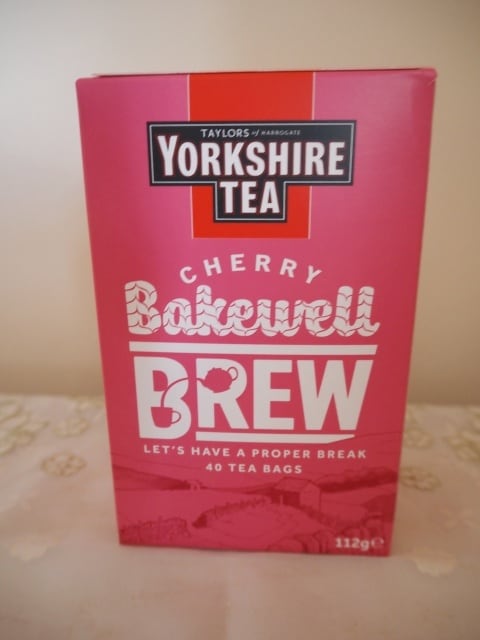 TAYLORS of HARROGATE
YORKSHIRE
TEA
CHERRY
Bakewell
BREW
LET'S HAVE A PROPER BREAK
40 TEA BAGS
112g℮